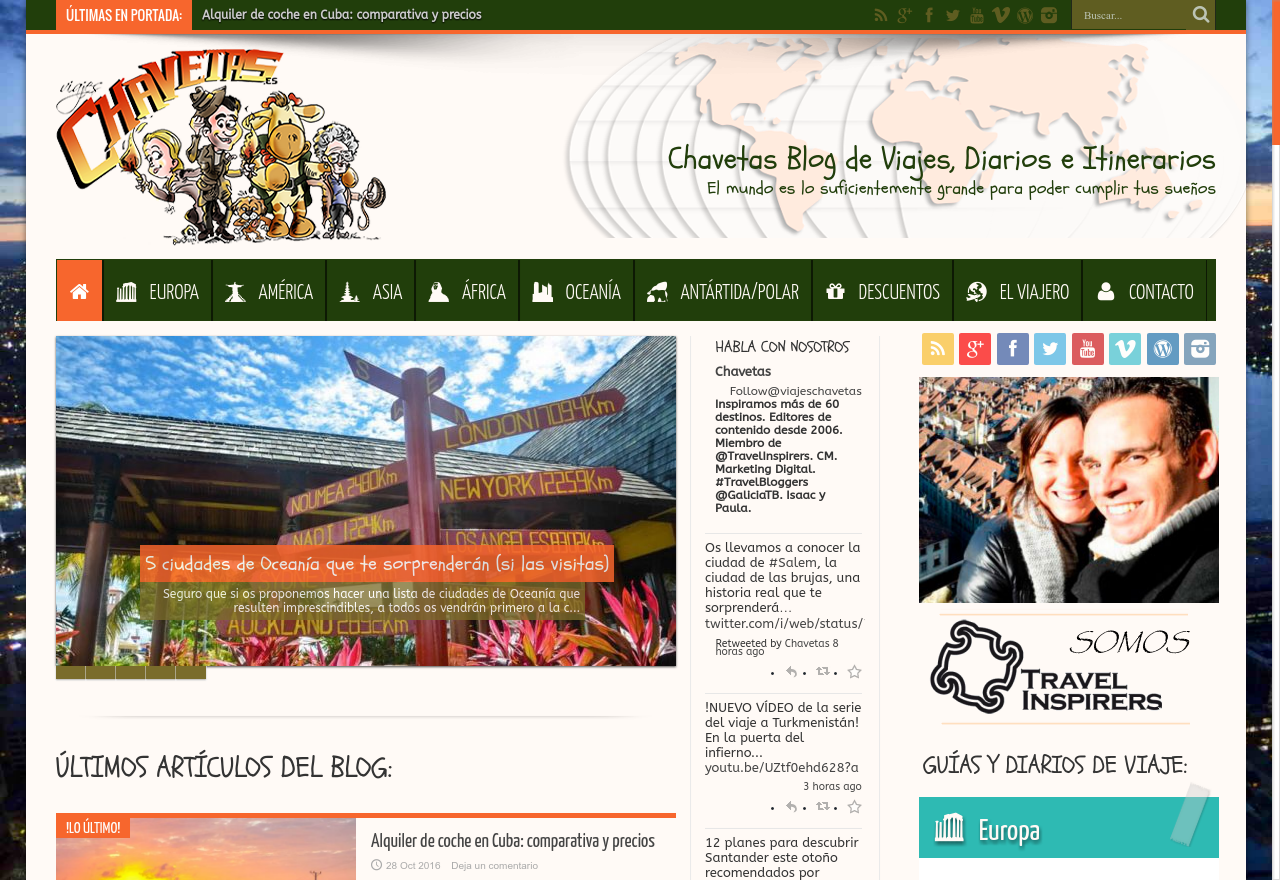 ÚLTIMAS EN PORTADA:
Alquiler de coche en Cuba: comparativa y precios
Buscar...
viajes
CHAVETAS.ES
Chavetas Blog de Viajes, Diarios e Itinerarios
El mundo es lo suficientemente grande para poder cumplir tus sueños
EUROPA
AMÉRICA
ASIA
ÁFRICA
OCEANÍA
ANTÁRTIDA/POLAR
DESCUENTOS
EL VIAJERO
CONTACTO
S
E
N
LONDON 17094Km
NOUMEA 2480Km
NEWYORK 12259Km
NADI 1224Km
LOS ANGELES 8302Km
5 ciudades de Oceanía que te sorprenderán (si las visitas)
Seguro que si os proponemos hacer una lista de ciudades de Oceanía que
resulten imprescindibles, a todos os vendrán primero a la c...
AUCKLAND 2892Km
ÚLTIMOS ARTÍCULOS DEL BLOG:
!LO ÚLTIMO!
Alquiler de coche en Cuba: comparativa y precios
28 Oct 2016
Deja un comentario
HABLA CON NOSOTROS
Chavetas
Follow@viajeschavetas
Inspiramos más de 60
destinos. Editores de
contenido desde 2006.
Miembro de
@TravelInspirers. CM.
Marketing Digital.
#TravelBloggers
@GaliciaTB. Isaac y
Paula.
Os llevamos a conocer la
ciudad de #Salem, la
ciudad de las brujas, una
historia real que te
sorprenderá…
twitter.com/i/web/status/
Retweeted by Chavetas 8
horas ago
!NUEVO VÍDEO de la serie
del viaje a Turkmenistán!
En la puerta del
infierno...
youtu.be/UZtf0ehd628?a
3 horas ago
12 planes para descubrir
Santander este otoño
recomendados por
You
Tube
SOMOS
TRAVEL
INSPIRERS
GUÍAS Y DIARIOS DE VIAJE:
Europa